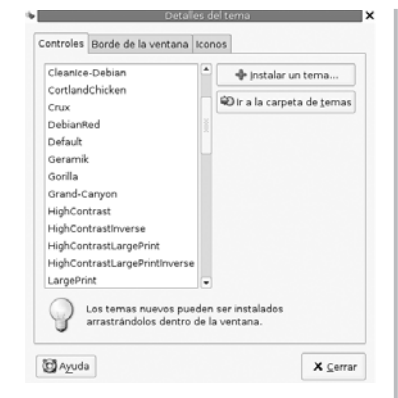 Detalles del tema
Controles Borde de la ventana Iconos
CleanIce-Debian
CortlandChicken
Crux
DebianRed
Default
Geramik
Gorilla
Grand-Canyon
HighContrast
HighContrastInverse
HighContrastLargePrint
HighContrastLargePrintInverse
LargePrint
Instalar un tema...
Ir a la carpeta de temas
Los temas nuevos pueden ser instalados
arrastrándolos dentro de la ventana.
Ayuda
Cerrar